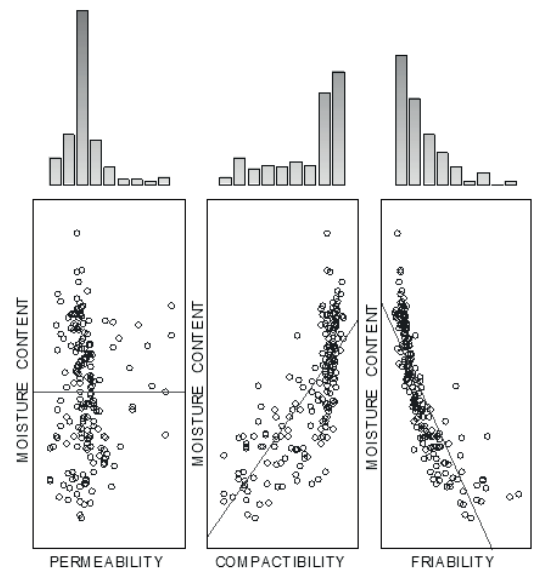 MOISTURE CONTENT
MOISTURE CONTENT
MOISTURE CONTENT
PERMEABILITY
COMPACTIBILITY
FRIABILITY